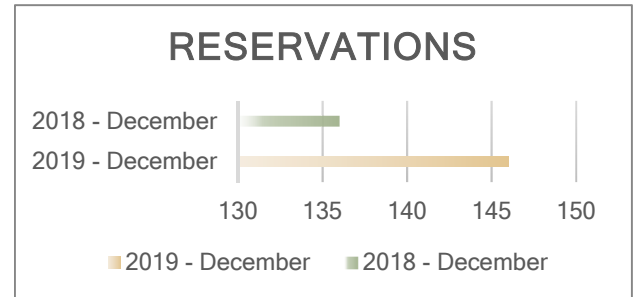 RESERVATIONS
2018 - December
2019 - December
130 135 140 145 150
2019 - December 2018 - December